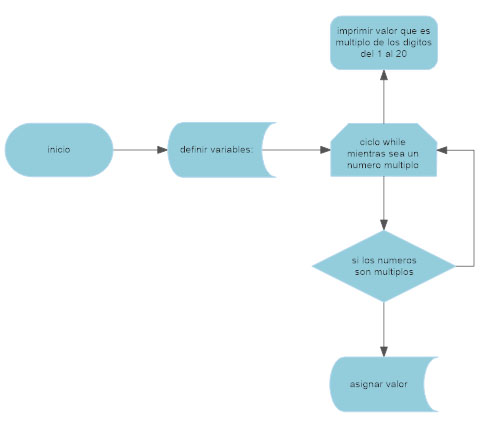 imprimir valor que es
multiplo de los digitos
del 1 al 20
inicio
definir variables:
ciclo while
mientras sea un
numero multiplo
si los numeros
son multiplos
asignar valor